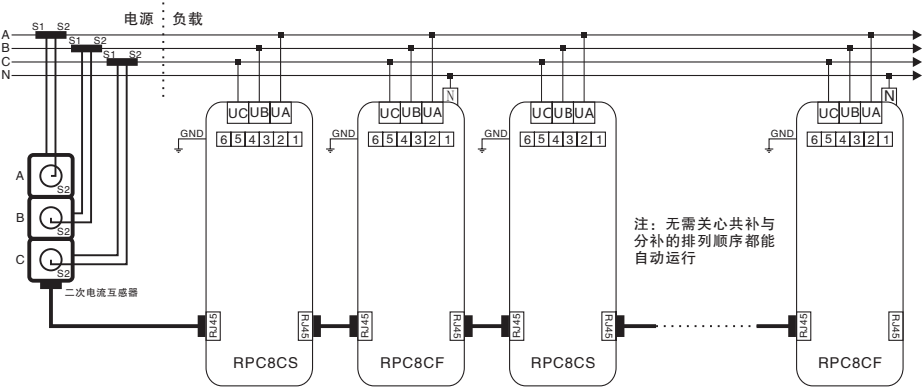 电源 负载
A S1 S2
B S1 S2
C S1 S2
N
UC UB UA
UC UB UA N
UC UB UA
UC UB UA N
GND 6 5 4 3 2 1
GND 6 5 4 3 2 1
GND 6 5 4 3 2 1
GND 6 5 4 3 2 1
A S2
B S2
C S2
二次电流互感器
注：无需关心共补与
分补的排列顺序都能
自动运行
RJ45 RJ45
RJ45 RJ45
RJ45 RJ45
RJ45 RJ45
RPC8CS
RPC8CF
RPC8CS
RPC8CF